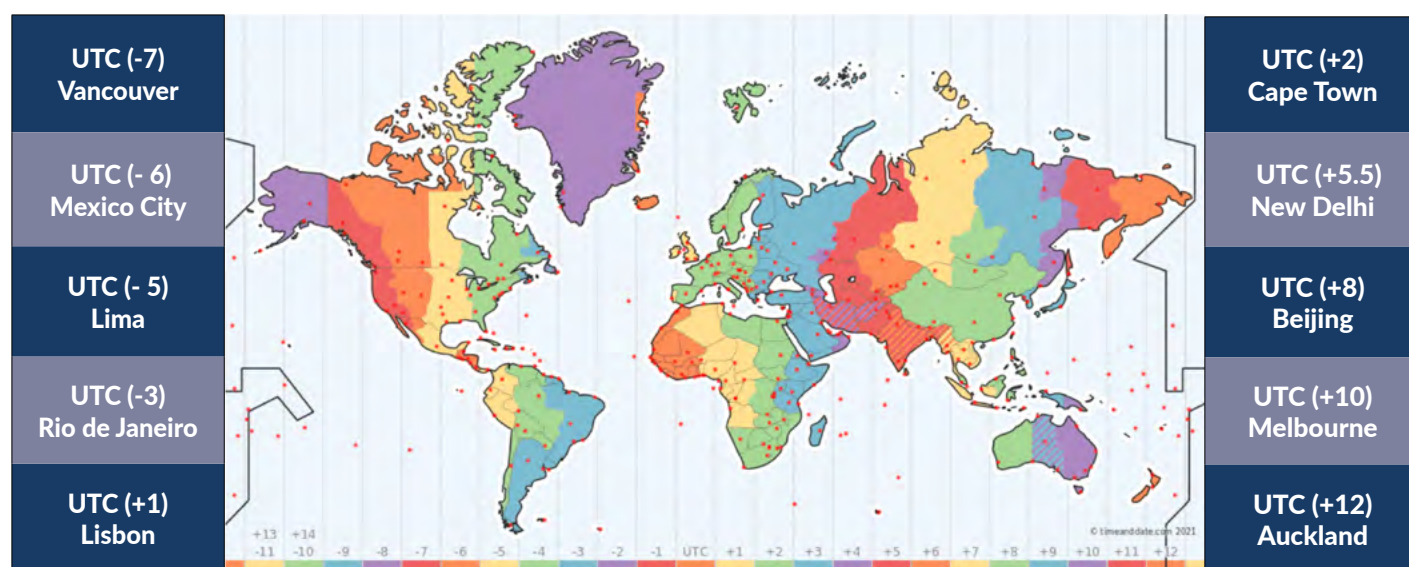 UTC (-7)
Vancouver
UTC (- 6)
Mexico City
UTC (- 5)
Lima
UTC (-3)
Rio de Janeiro
UTC (+1)
Lisbon
UTC (+2)
Cape Town
UTC (+5.5)
New Delhi
UTC (+8)
Beijing
UTC (+10)
Melbourne
UTC (+12)
Auckland
© timeanddate.com 2021
+13 +14
-11 -10 -9 -8 -7 -6 -5 -4 -3 -2 -1 UTC +1 +2 +3 +4 +5 +6 +7 +8 +9 +10 +11 +12